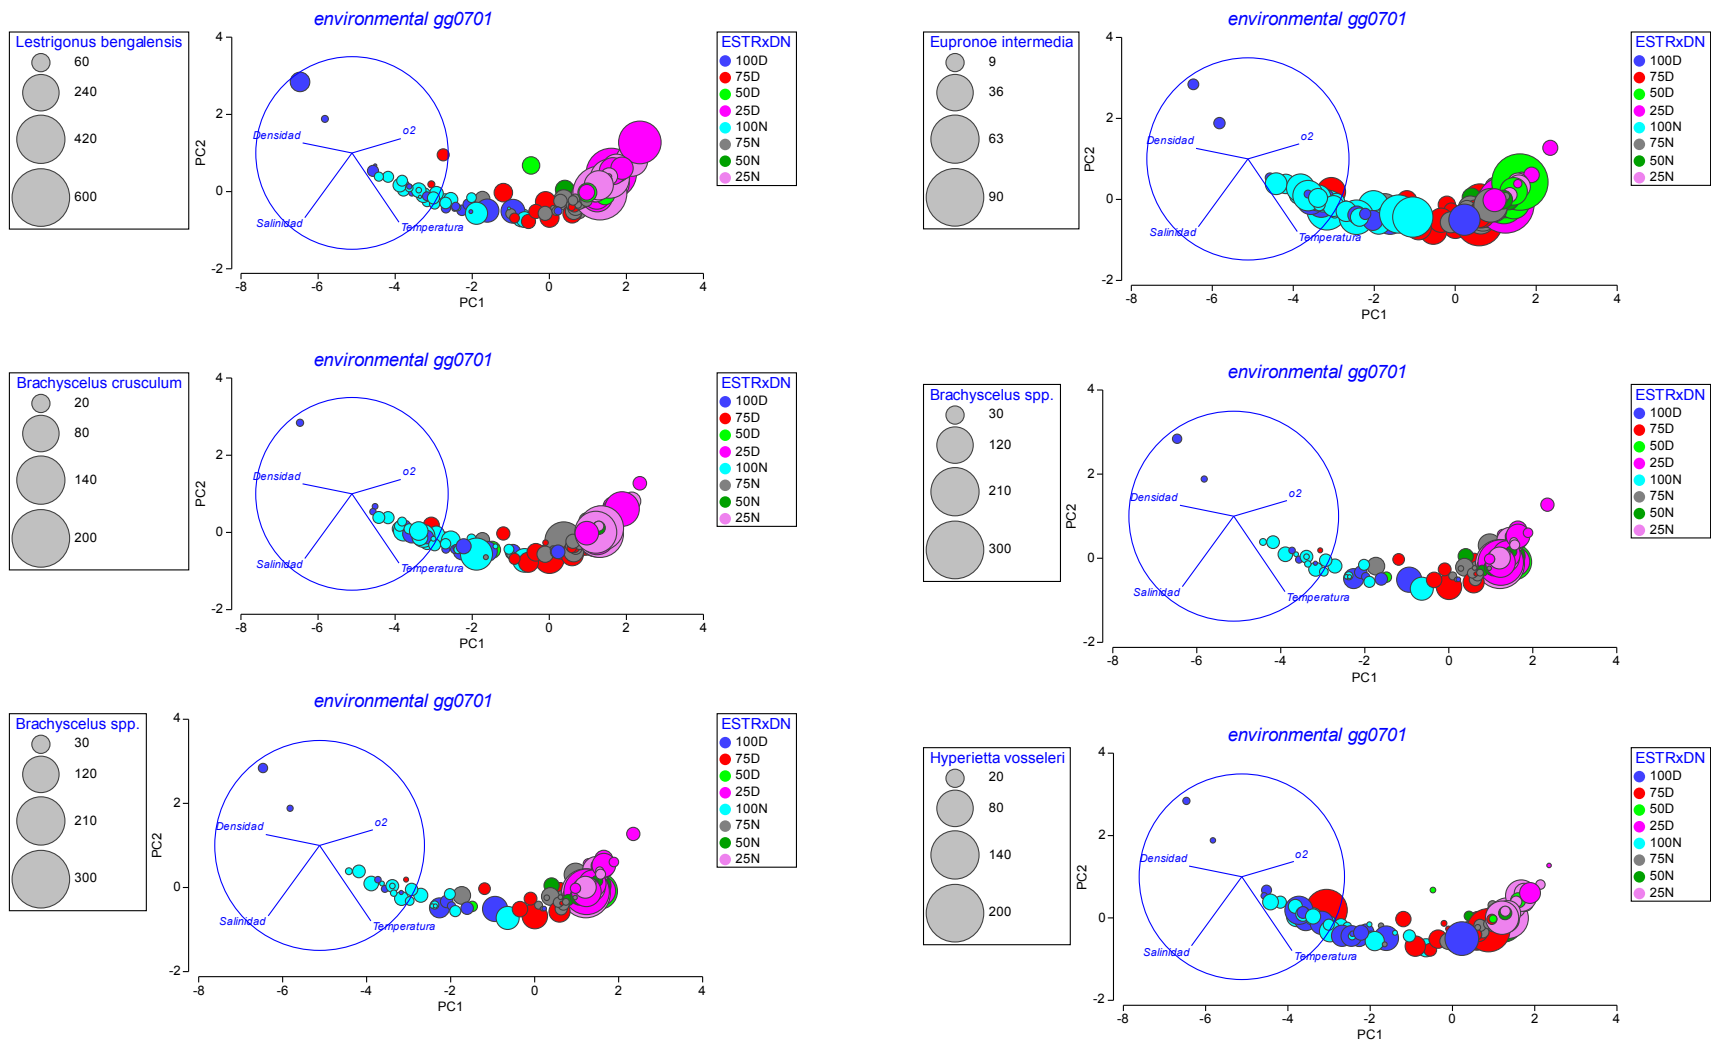 environmental gg0701
Lestrigonus bengalensis
60
240
420
600
ESTRxDN
100D
75D
50D
25D
100N
75N
50N
25N
Densidad
o2
Salinidad
Temperatura
PC2
4
2
0
-2
-8
-6
-4
-2
0
2
4
PC1
environmental gg0701
Eupronoe intermedia
9
36
63
90
ESTRxDN
100D
75D
50D
25D
100N
75N
50N
25N
Densidad
o2
Salinidad
Temperatura
PC2
4
2
0
-2
-8
-6
-4
-2
0
2
4
PC1
environmental gg0701
Brachyscelus crusculum
20
80
140
200
ESTRxDN
100D
75D
50D
25D
100N
75N
50N
25N
Densidad
o2
Salinidad
Temperatura
PC2
4
2
0
-2
-8
-6
-4
-2
0
2
4
PC1
environmental gg0701
Brachyscelus spp.
30
120
210
300
ESTRxDN
100D
75D
50D
25D
100N
75N
50N
25N
Densidad
o2
Salinidad
Temperatura
PC2
4
2
0
-2
-8
-6
-4
-2
0
2
4
PC1
environmental gg0701
Brachyscelus spp.
30
120
210
300
ESTRxDN
100D
75D
50D
25D
100N
75N
50N
25N
Densidad
o2
Salinidad
Temperatura
PC2
4
2
0
-2
-8
-6
-4
-2
0
2
4
PC1
environmental gg0701
Hyperietta vosseleri
20
80
140
200
ESTRxDN
100D
75D
50D
25D
100N
75N
50N
25N
Densidad
o2
Salinidad
Temperatura
PC2
4
2
0
-2
-8
-6
-4
-2
0
2
4
PC1